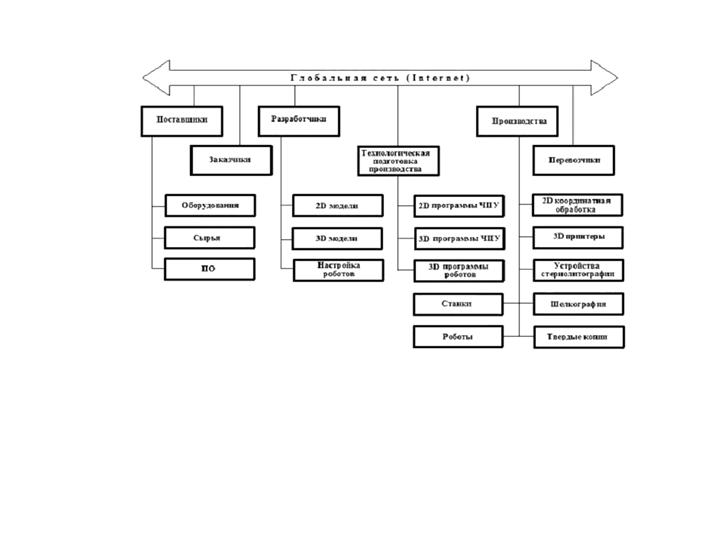 Глобальная сеть (Internet)
Поставщики
Разработчики
Производства
Заказчики
Технологическая
подготовка
производства
Перевозчики
Оборудования
2D модели
2D программы ЧПУ
2D координатная
обработка
Сырья
3D модели
3D программы ЧПУ
3D принтеры
ПО
Настройка
роботов
3D программы
роботов
Устройства
стериолитографии
Станки
Шелкография
Роботы
Твердые копии